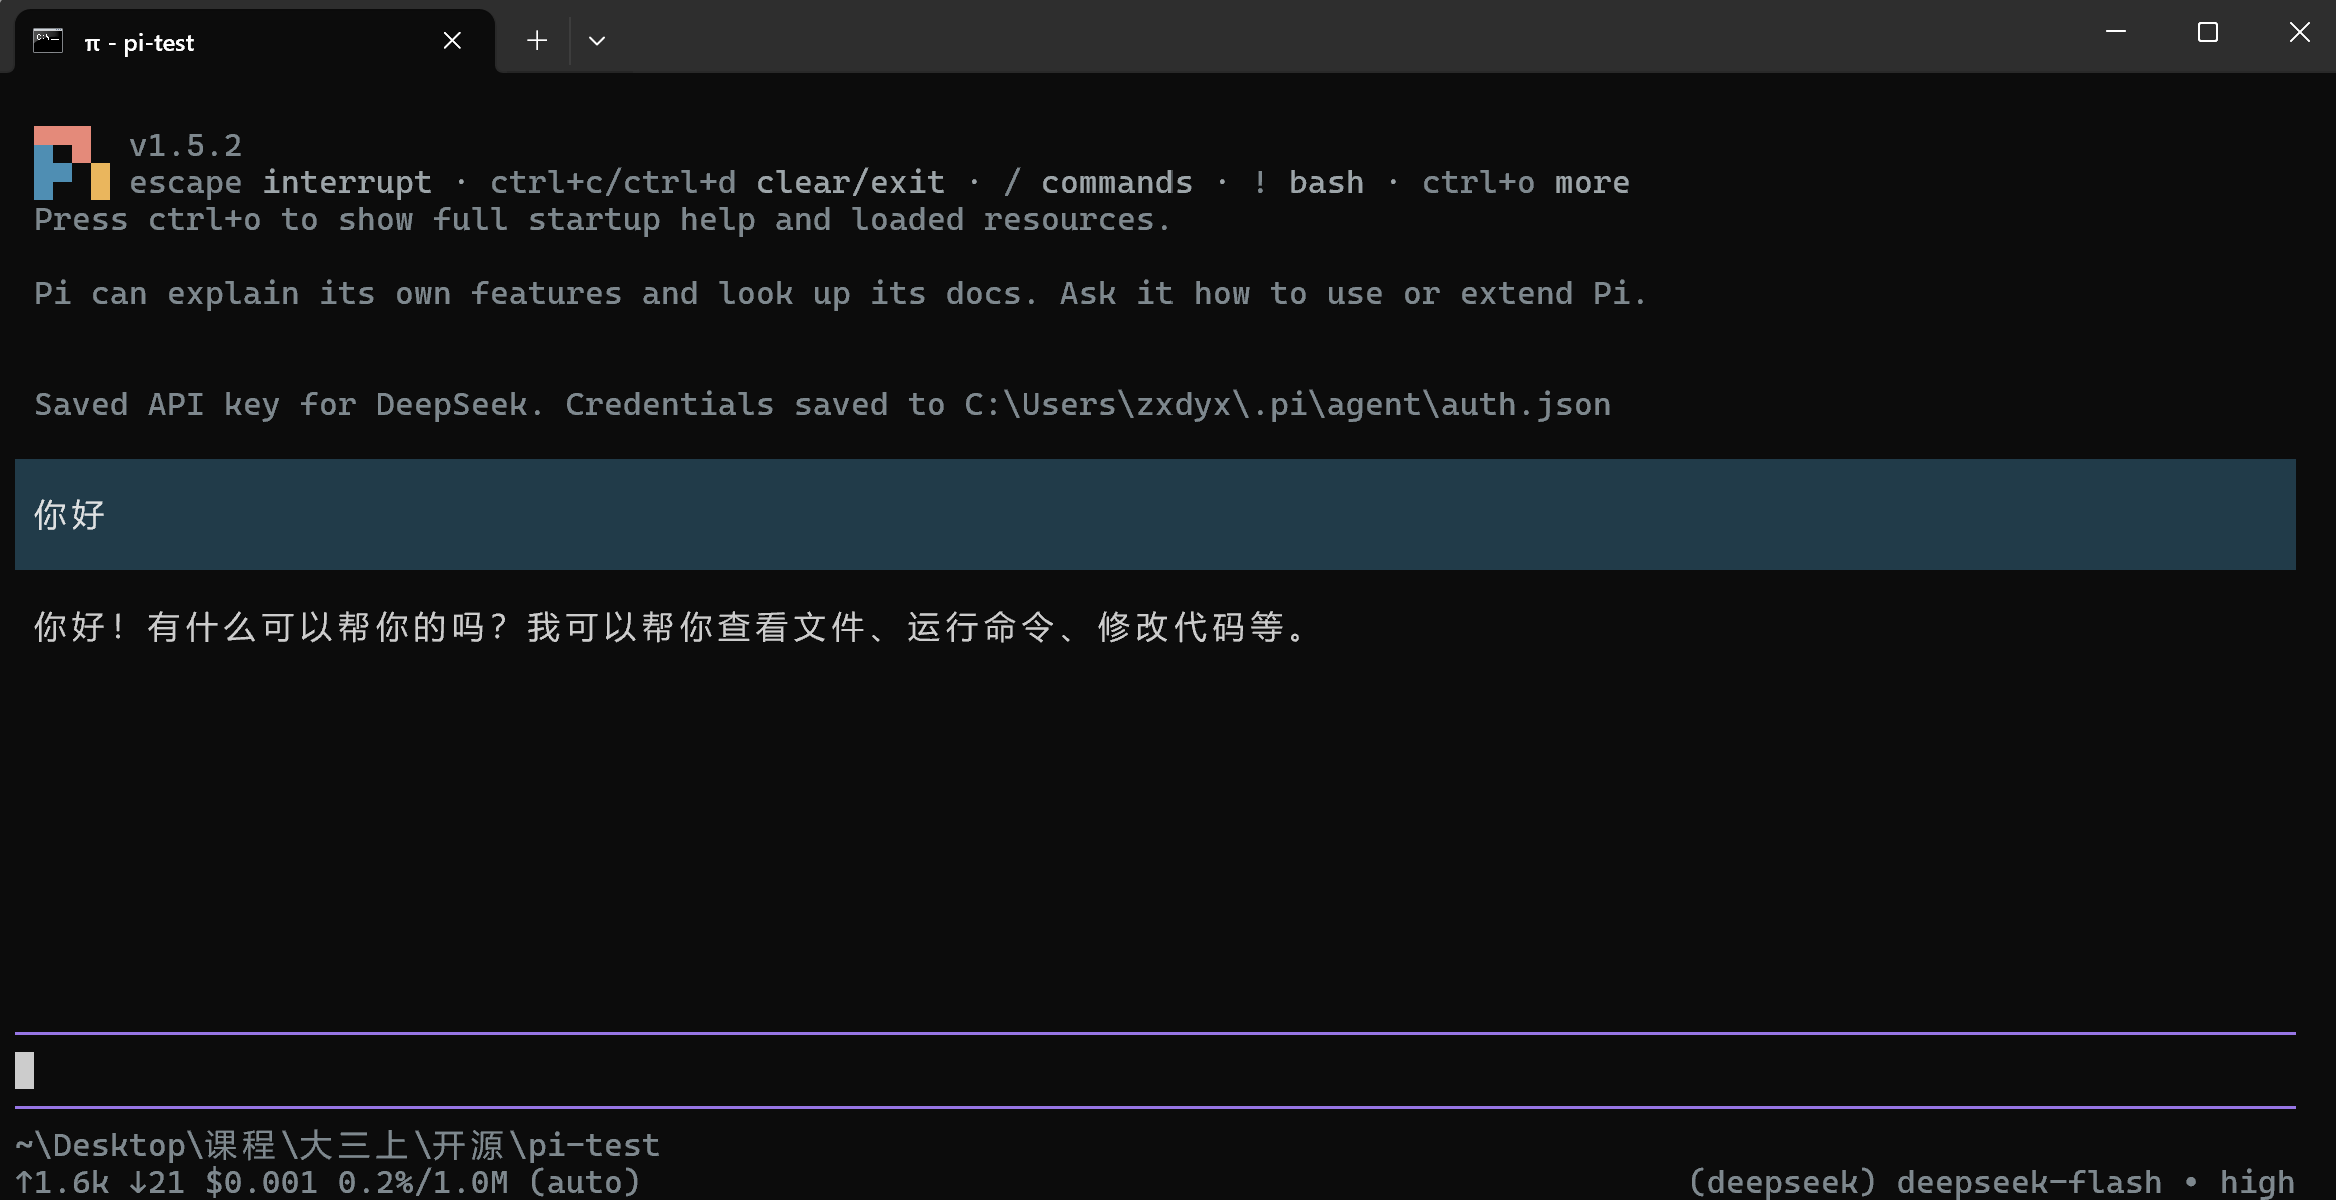 π - pi-test
v1.5.2
escape interrupt · ctrl+c/ctrl+d clear/exit · / commands · ! bash · ctrl+o more
Press ctrl+o to show full startup help and loaded resources.
Pi can explain its own features and look up its docs. Ask it how to use or extend Pi.
Saved API key for DeepSeek. Credentials saved to C:\Users\zxdyx\.pi\agent\auth.json
你好
你好！有什么可以帮你的吗？我可以帮你查看文件、运行命令、修改代码等。
~\Desktop\课程\大三上\开源\pi-test
↑1.6k ↓21 $0.001 0.2%/1.0M (auto) (deepseek) deepseek-flash • high